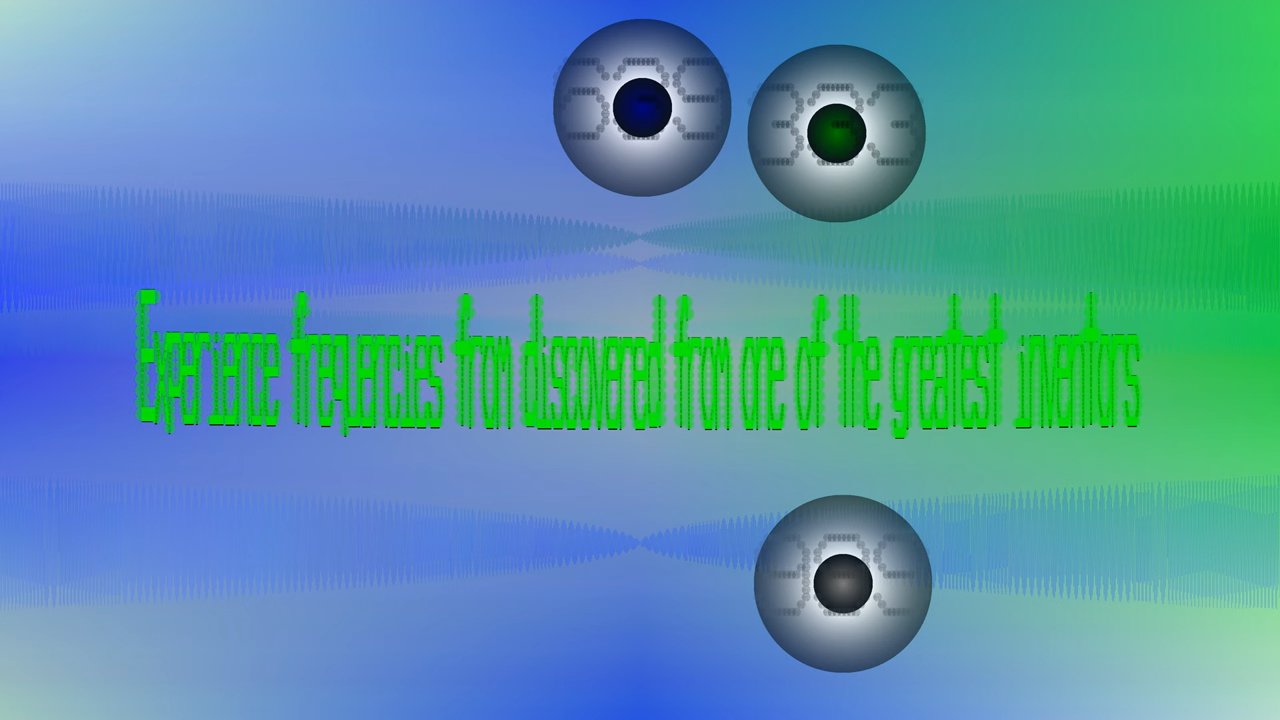 Experience frequencies from discovered from one of the greatest inventors